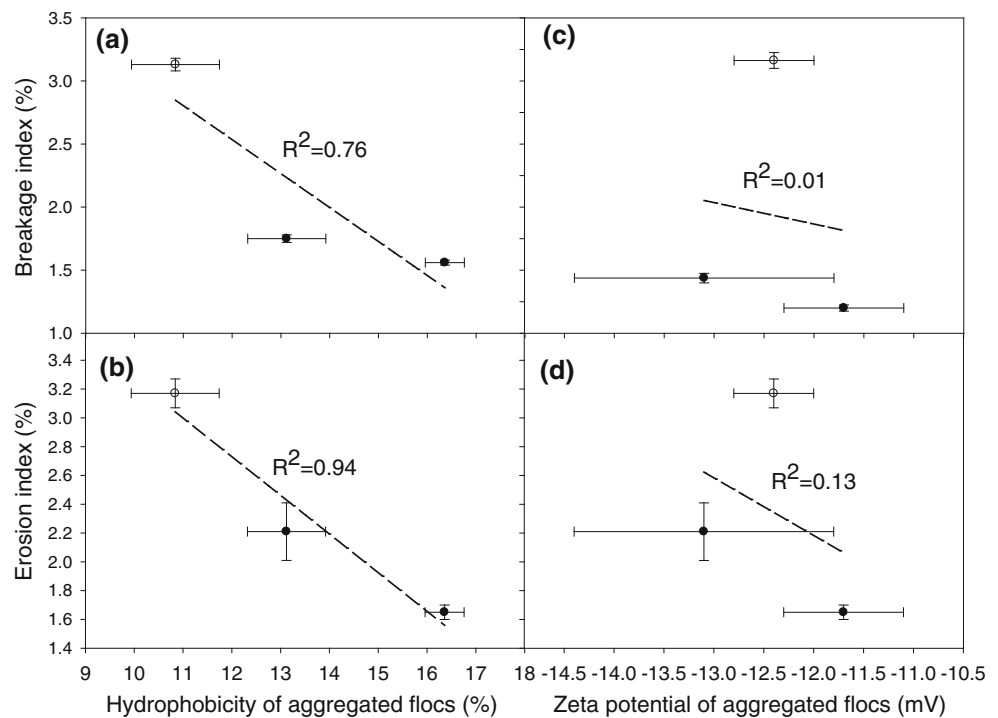 (a)
(c)
3.5
3.0
2.5
2.0
1.5
1.0
Breakage index (%)
R2=0.76
R2=0.01
(b)
(d)
3.4
3.2
3.0
2.8
2.6
2.4
2.2
2.0
1.8
1.6
1.4
Erosion index (%)
R2=0.94
R2=0.13
9 10 11 12 13 14 15 16 17 18 -14.5 -14.0 -13.5 -13.0 -12.5 -12.0 -11.5 -11.0 -10.5
Hydrophobicity of aggregated flocs (%)
Zeta potential of aggregated flocs (mV)